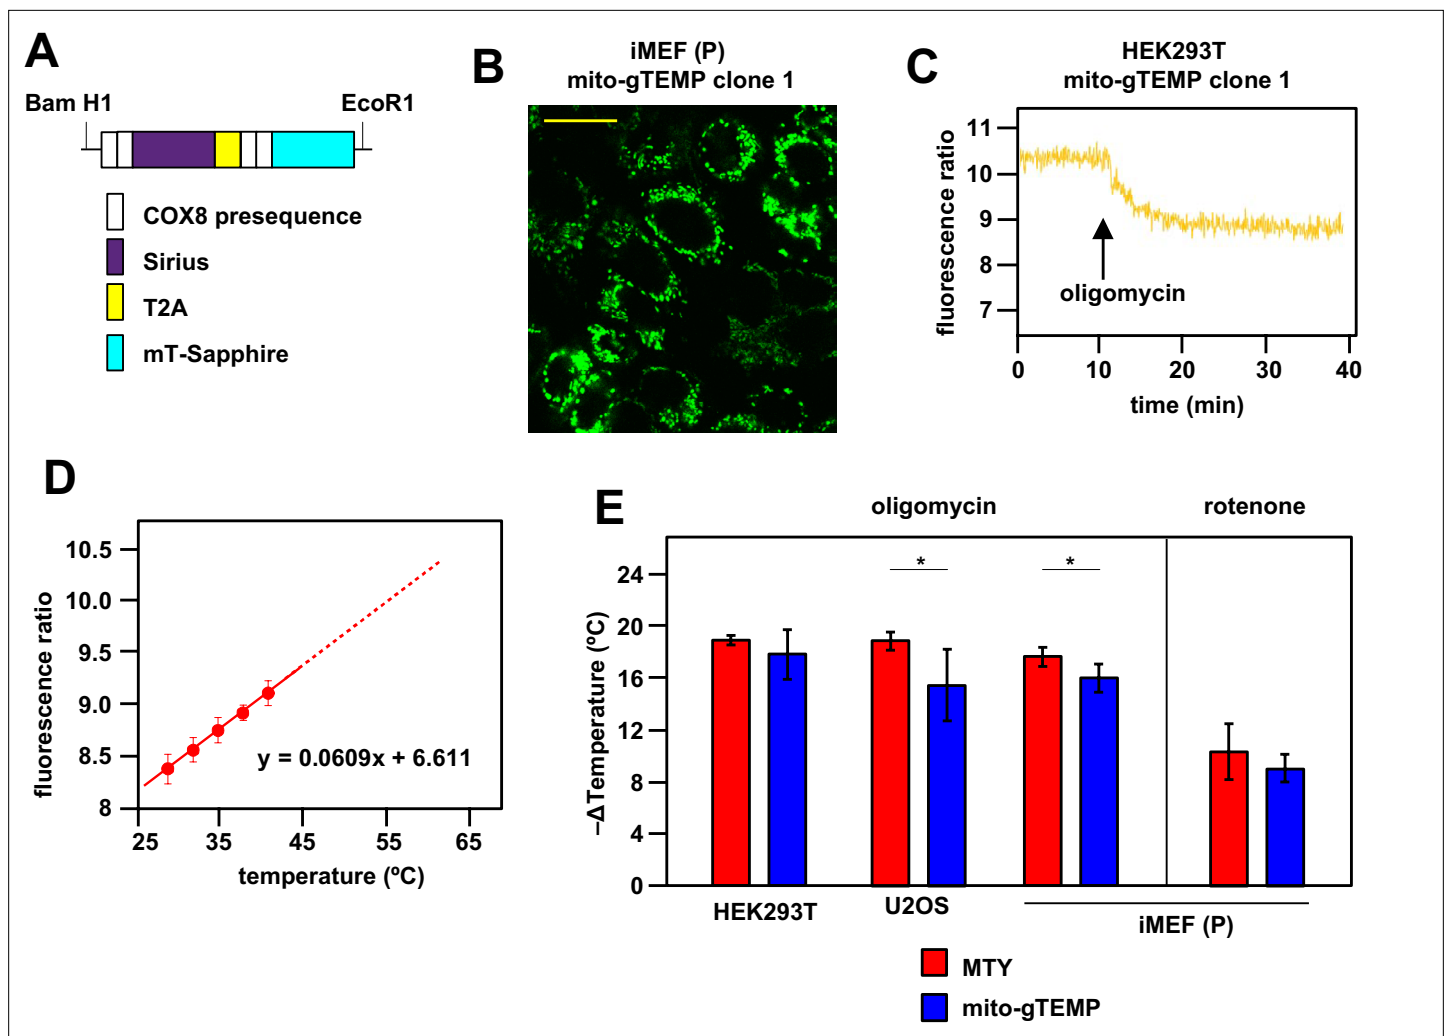 A
Bam H1
EcoR1
COX8 presequence
Sirius
T2A
mT-Sapphire
B
iMEF (P)
mito-gTEMP clone 1
C
HEK293T
mito-gTEMP clone 1
fluorescence ratio
11
10
9
8
7
oligomycin
0 10 20 30 40
time (min)
D
fluorescence ratio
10.5
10.0
9.5
9.0
8.5
8
y = 0.0609x + 6.611
25 35 45 55 65
temperature (ºC)
E
oligomycin
rotenone
–ΔTemperature (ºC)
24
20
16
12
8
4
0
* *
HEK293T
U2OS
iMEF (P)
MTY
mito-gTEMP